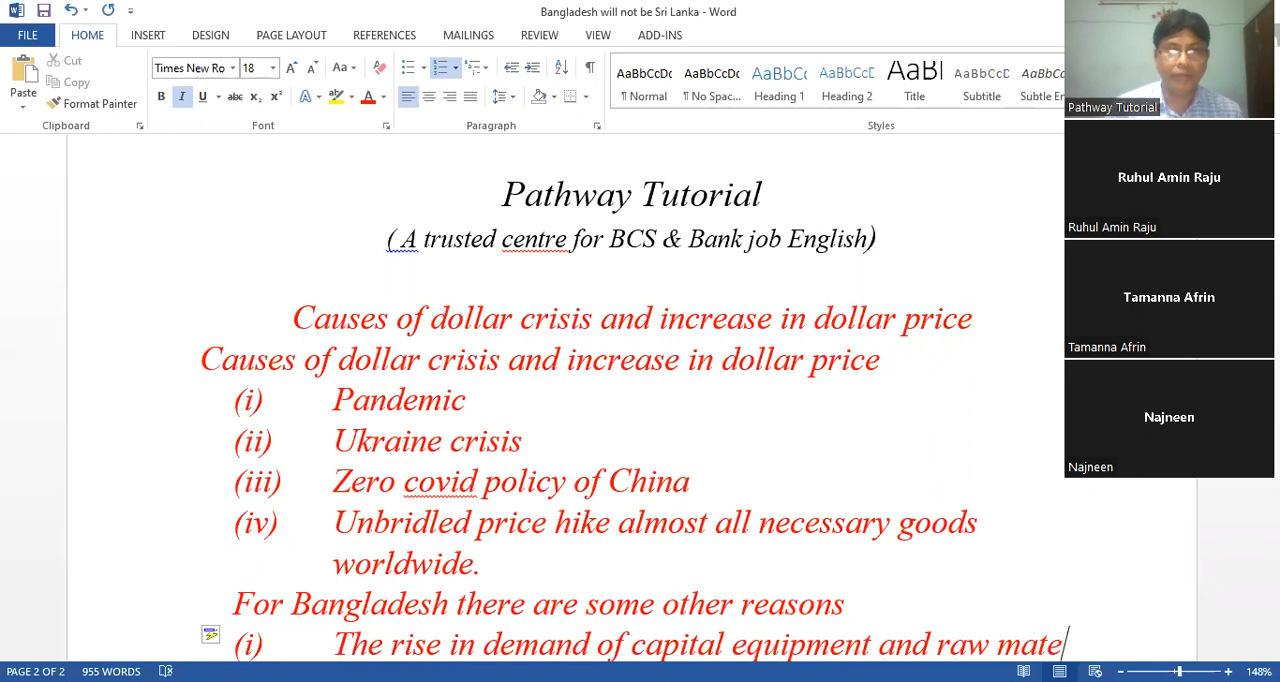 Bangladesh will not be Sri Lanka - Word
FILE HOME INSERT DESIGN PAGE LAYOUT REFERENCES MAILINGS REVIEW VIEW ADD-INS
Cut
Copy
Format Painter
Paste
Times New Ro 18
AaBbCcDc AaBbCcDc AaBbCc AaBbCcD AaBl AaBbCcD AaBbCcD
¶ Normal ¶ No Spac... Heading 1 Heading 2 Title Subtitle Subtle En
Clipboard Font Paragraph Styles
Pathway Tutorial
( A trusted centre for BCS & Bank job English)
Causes of dollar crisis and increase in dollar price
Causes of dollar crisis and increase in dollar price
(i) Pandemic
(ii) Ukraine crisis
(iii) Zero covid policy of China
(iv) Unbridled price hike almost all necessary goods
worldwide.
For Bangladesh there are some other reasons
(i) The rise in demand of capital equipment and raw mate
Pathway Tutorial
Ruhul Amin Raju
Ruhul Amin Raju
Tamanna Afrin
Tamanna Afrin
Najneen
Najneen
PAGE 2 OF 2 955 WORDS 148%